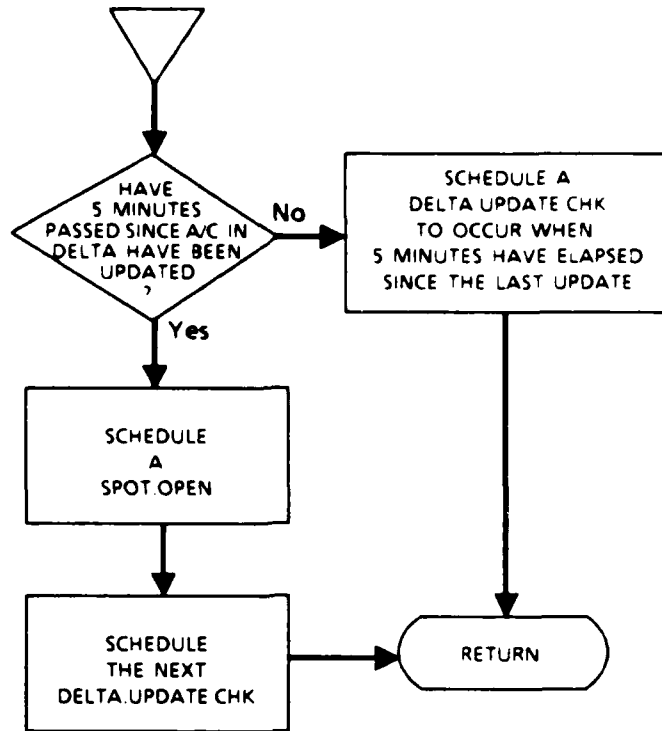 HAVE
5 MINUTES
PASSED SINCE A/C IN
DELTA HAVE BEEN
UPDATED
?
No
SCHEDULE A
DELTA.UPDATE CHK
TO OCCUR WHEN
5 MINUTES HAVE ELAPSED
SINCE THE LAST UPDATE
Yes
SCHEDULE
A
SPOT.OPEN
SCHEDULE
THE NEXT
DELTA.UPDATE CHK
RETURN